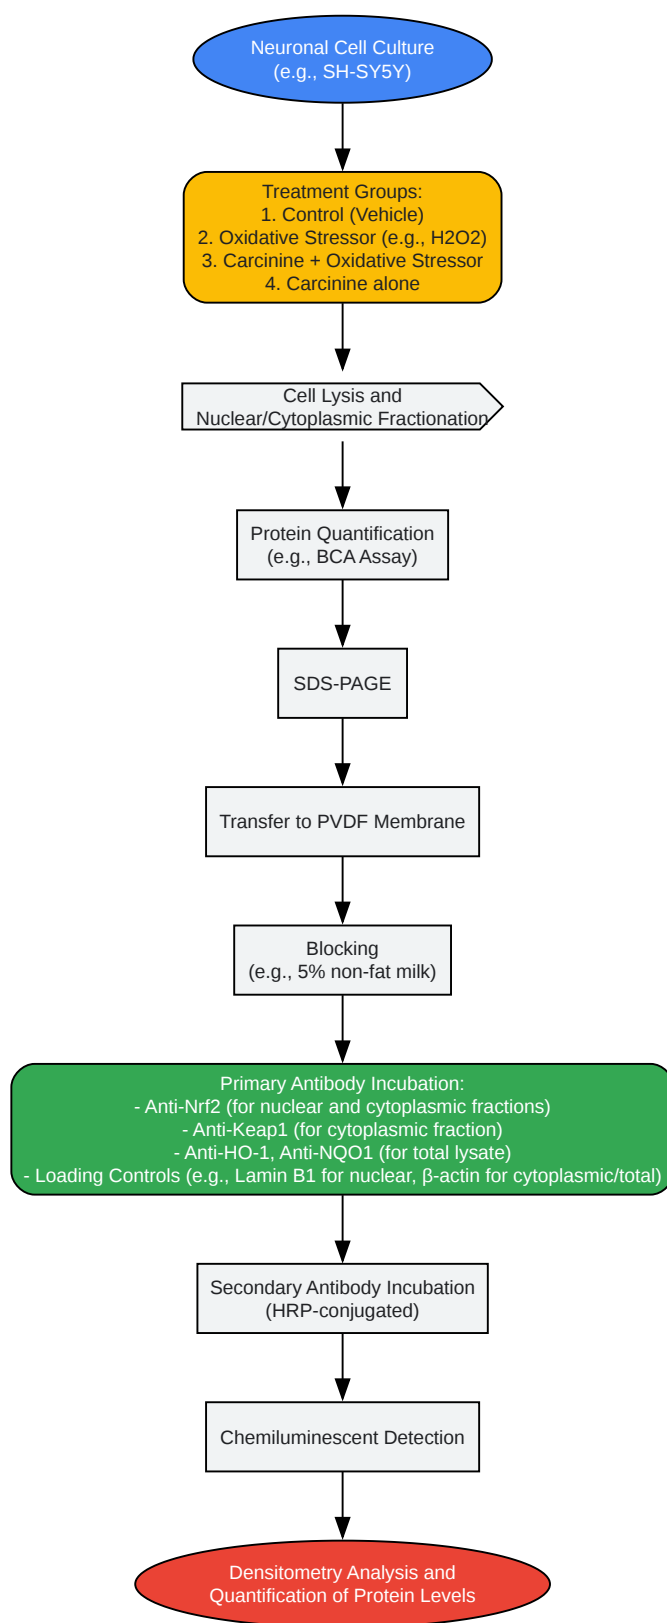 Neuronal Cell Culture
(e.g., SH-SY5Y)
Treatment Groups:
1. Control (Vehicle)
2. Oxidative Stressor (e.g., H2O2)
3. Carcinine + Oxidative Stressor
4. Carcinine alone
Cell Lysis and
Nuclear/Cytoplasmic Fractionation
Protein Quantification
(e.g., BCA Assay)
SDS-PAGE
Transfer to PVDF Membrane
Blocking
(e.g., 5% non-fat milk)
Primary Antibody Incubation:
- Anti-Nrf2 (for nuclear and cytoplasmic fractions)
- Anti-Keap1 (for cytoplasmic fraction)
- Anti-HO-1, Anti-NQO1 (for total lysate)
- Loading Controls (e.g., Lamin B1 for nuclear, β-actin for cytoplasmic/total)
Secondary Antibody Incubation
(HRP-conjugated)
Chemiluminescent Detection
Densitometry Analysis and
Quantification of Protein Levels